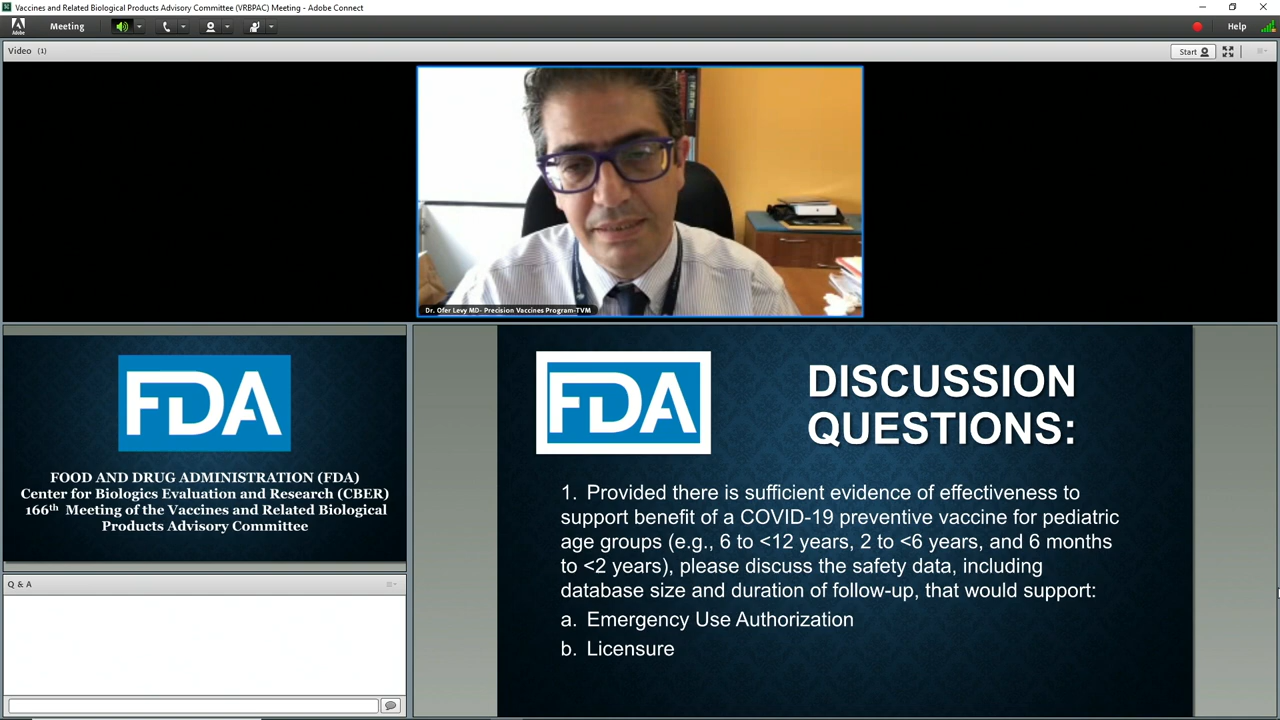 Vaccines and Related Biological Products Advisory Committee (VRBPAC) Meeting - Adobe Connect
Adobe
Meeting
Help
Video (1)
Start
Dr. Ofer Levy MD- Precision Vaccines Program-TVM
FDA
FOOD AND DRUG ADMINISTRATION (FDA)
Center for Biologics Evaluation and Research (CBER)
166th Meeting of the Vaccines and Related Biological
Products Advisory Committee
Q & A
FDA
DISCUSSION
QUESTIONS:
1. Provided there is sufficient evidence of effectiveness to
support benefit of a COVID-19 preventive vaccine for pediatric
age groups (e.g., 6 to <12 years, 2 to <6 years, and 6 months
to <2 years), please discuss the safety data, including
database size and duration of follow-up, that would support:
a. Emergency Use Authorization
b. Licensure